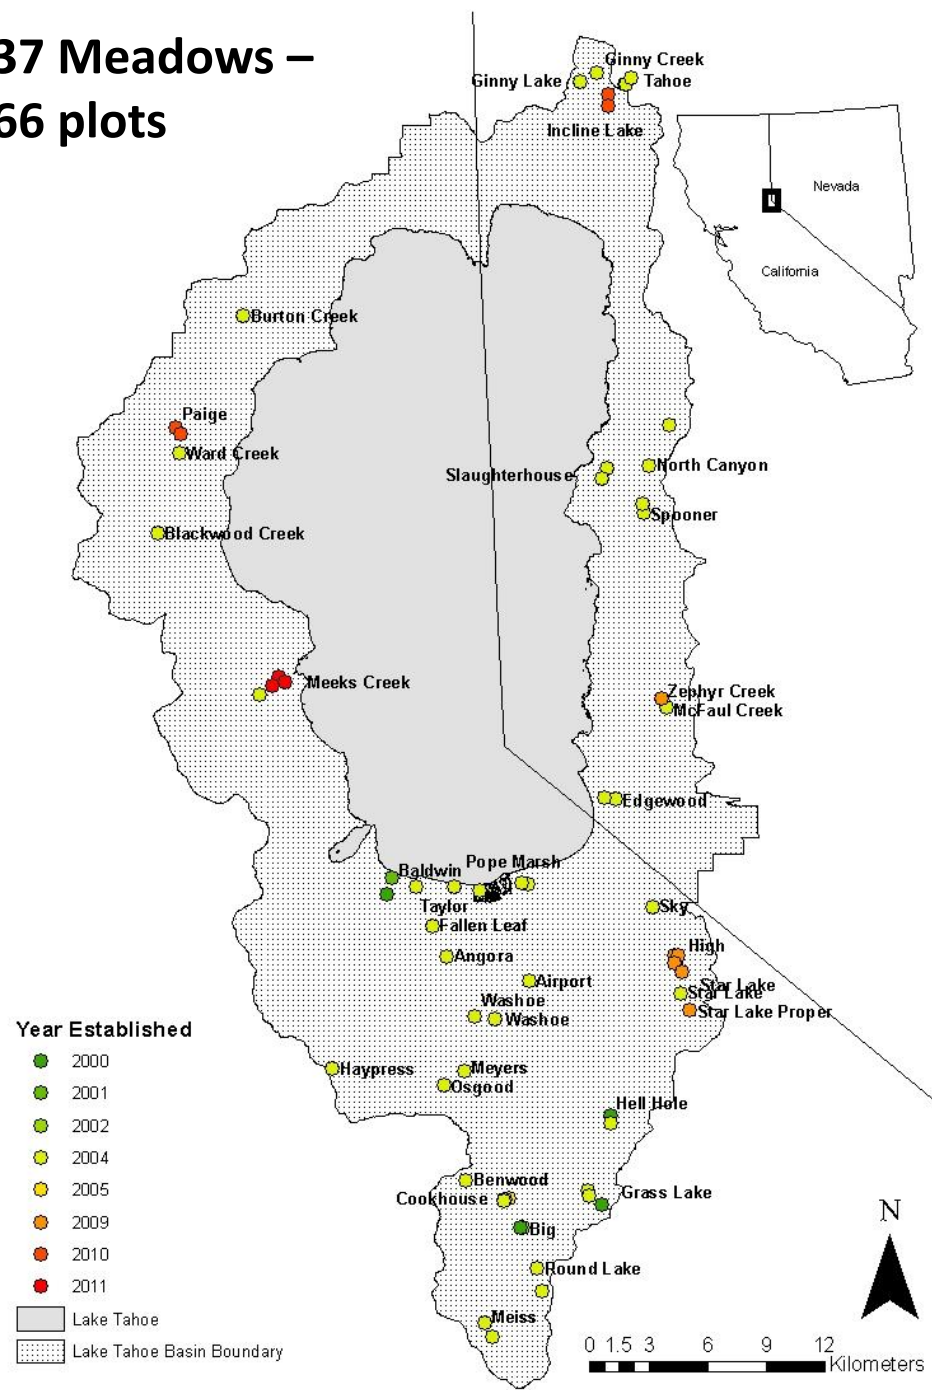 37 Meadows –
66 plots
Ginny Creek
Ginny Lake
Tahoe
Incline Lake
Nevada
California
Burton Creek
Paige
Ward Creek
Slaughterhouse
North Canyon
Spooner
Blackwood Creek
Meeks Creek
Zephyr Creek
McFaul Creek
Edgewood
Baldwin
Pope Marsh
Taylor
Sky
Fallen Leaf
High
Angora
Airport
Star Lake
Star Lake
Star Lake Proper
Washoe
Washoe
Haypress
Meyers
Osgood
Hell Hole
Benwood
Cookhouse
Grass Lake
Big
Round Lake
Meiss
Year Established
2000
2001
2002
2004
2005
2009
2010
2011
Lake Tahoe
Lake Tahoe Basin Boundary
N
0 1.5 3 6 9 12
Kilometers